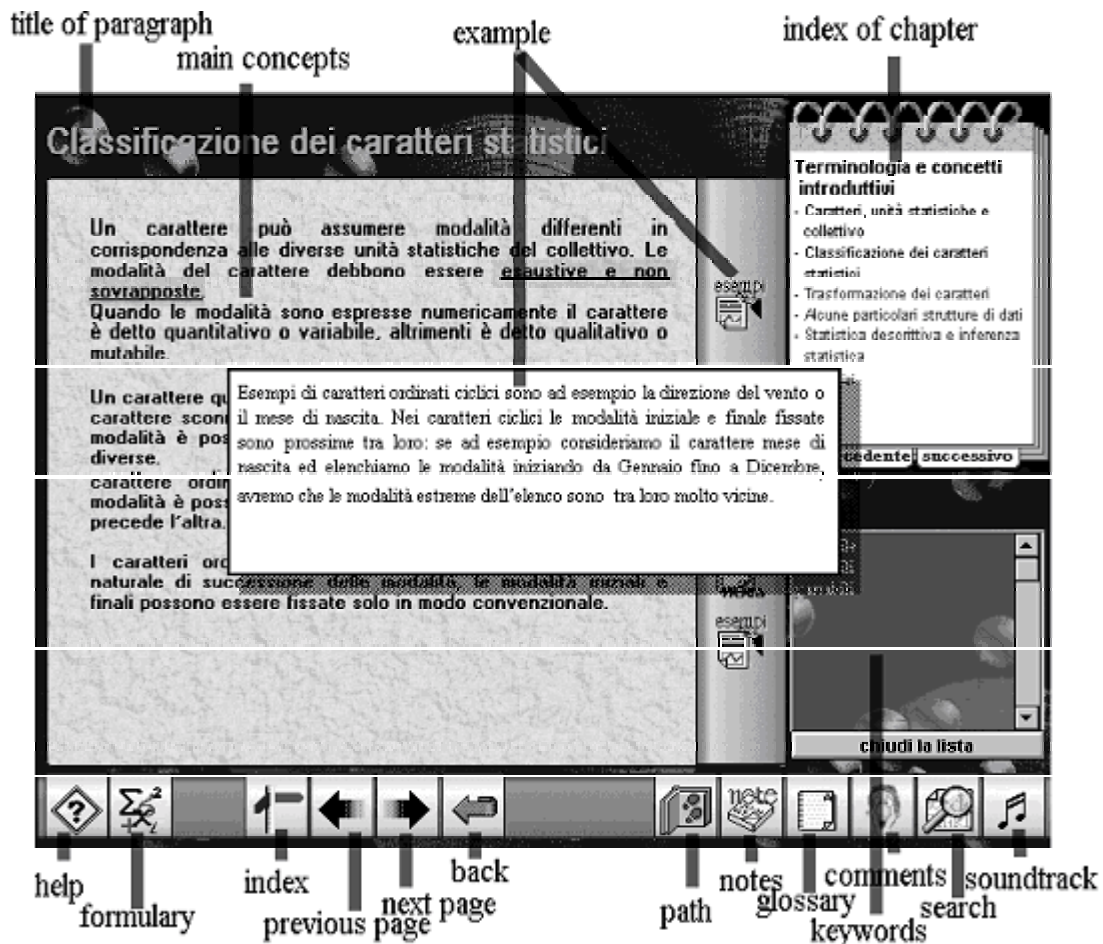 title of paragraph
main concepts
example
index of chapter
Classificazione dei caratteri statistici
Un carattere può assumere modalità differenti in
corrispondenza alle diverse unità statistiche del collettivo. Le
modalità del carattere debbono essere esaustive e non
sovrapposte.
Quando le modalità sono espresse numericamente il carattere
è detto quantitativo o variabile, altrimenti è detto qualitativo o
mutabile.
Un carattere qu
carattere scon
modalità è pos
diverse.
carattere ordin
modalità è poss
precede l'altra.
I caratteri orc
naturale di successione delle modalità, le modalità iniziali e
finali possono essere fissate solo in modo convenzionale.
Esempi di caratteri ordinati ciclici sono ad esempio la direzione del vento o
il mese di nascita. Nei caratteri ciclici le modalità iniziale e finale fissate
sono prossime tra loro: se ad esempio consideriamo il carattere mese di
nascita ed elenchiamo le modalità iniziando da Gennaio fino a Dicembre,
avremo che le modalità estreme dell'elenco sono tra loro molto vicine.
esempi
esempi
Terminologia e concetti
introduttivi
- Caratteri, unità statistiche e
collettivo
- Classificazione dei caratteri
statistici
- Trasformazione dei caratteri
- Alcune particolari strutture di dati
- Statistica descrittiva e inferenza
statistica
cedente successivo
chiudi la lista
note
help
formulary
index
previous page
next page
back
path
notes
glossary
comments
keywords
search
soundtrack